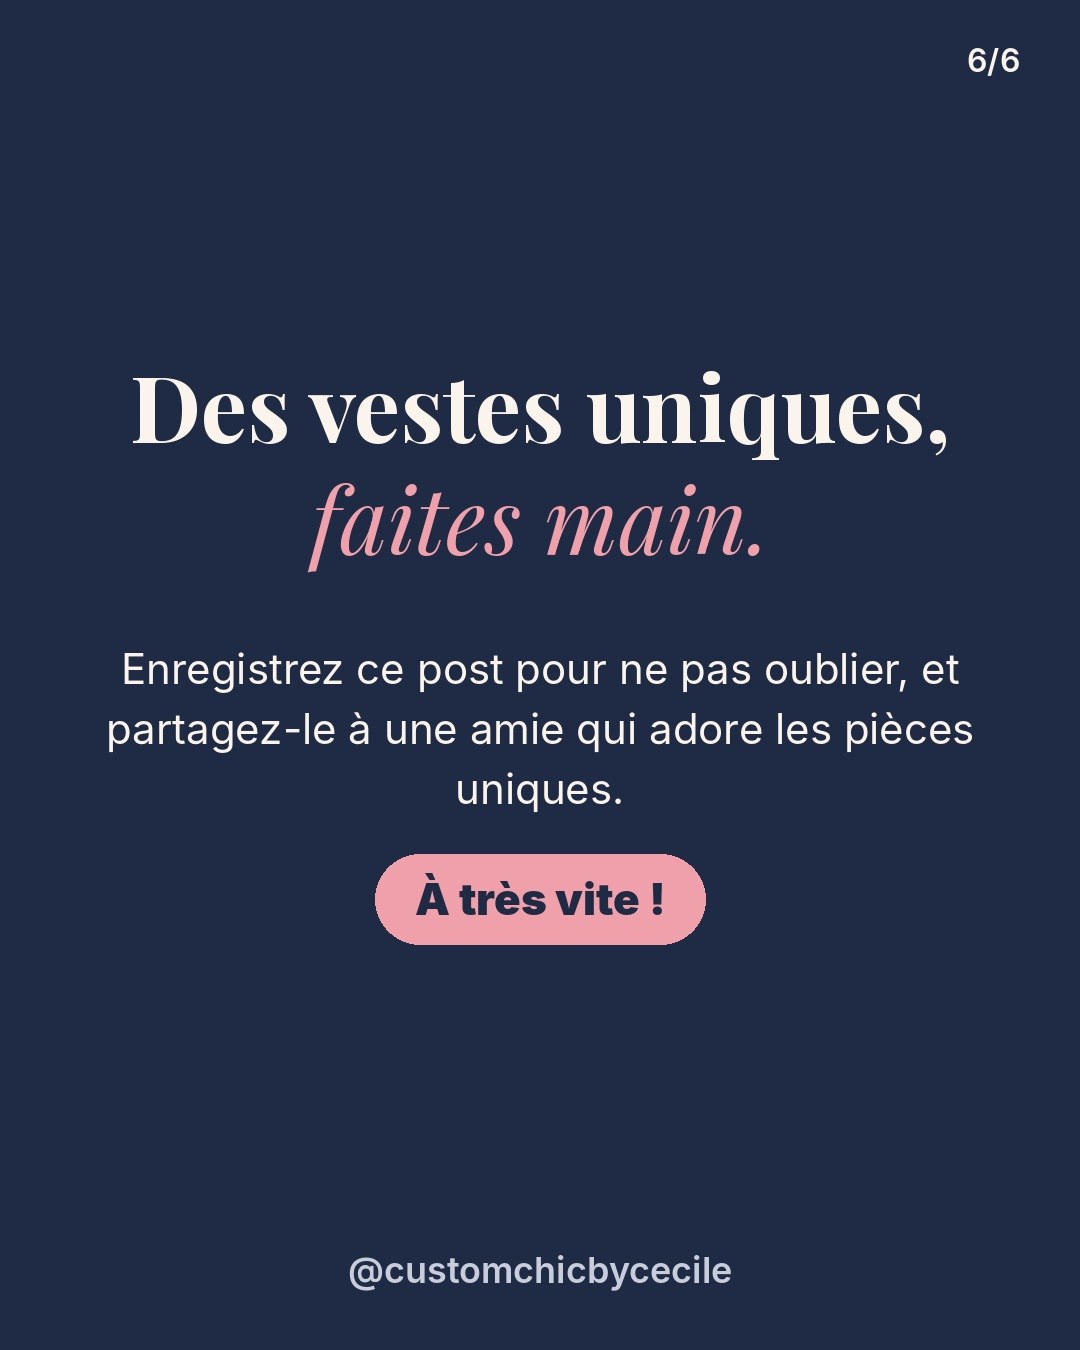 6/6
Des vestes uniques,
faites main.
Enregistrez ce post pour ne pas oublier, et
partagez-le à une amie qui adore les pièces
uniques.
À très vite !
@customchicbycecile